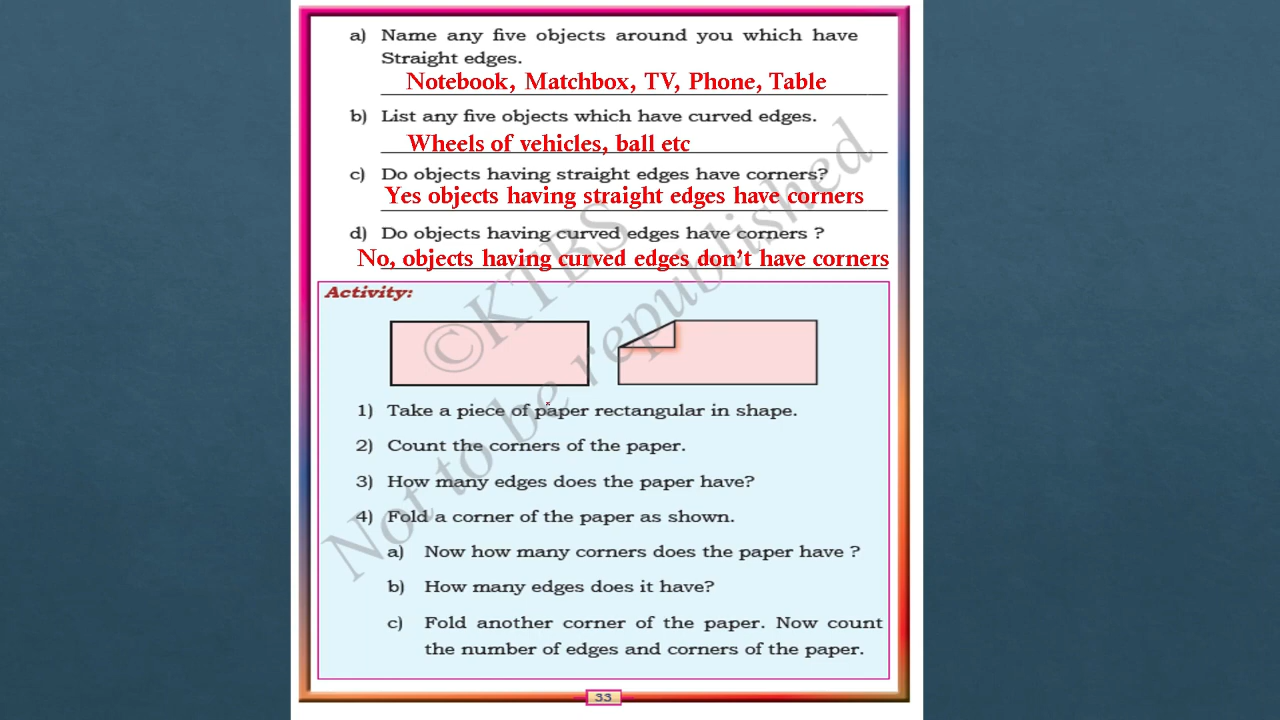 a) Name any five objects around you which have
Straight edges.
Notebook, Matchbox, TV, Phone, Table
b) List any five objects which have curved edges.
Wheels of vehicles, ball etc
c) Do objects having straight edges have corners?
Yes objects having straight edges have corners
d) Do objects having curved edges have corners ?
No, objects having curved edges don't have corners
©KTBS
Not to be republished
Activity:
1) Take a piece of paper rectangular in shape.
2) Count the corners of the paper.
3) How many edges does the paper have?
4) Fold a corner of the paper as shown.
a) Now how many corners does the paper have ?
b) How many edges does it have?
c) Fold another corner of the paper. Now count
the number of edges and corners of the paper.
33